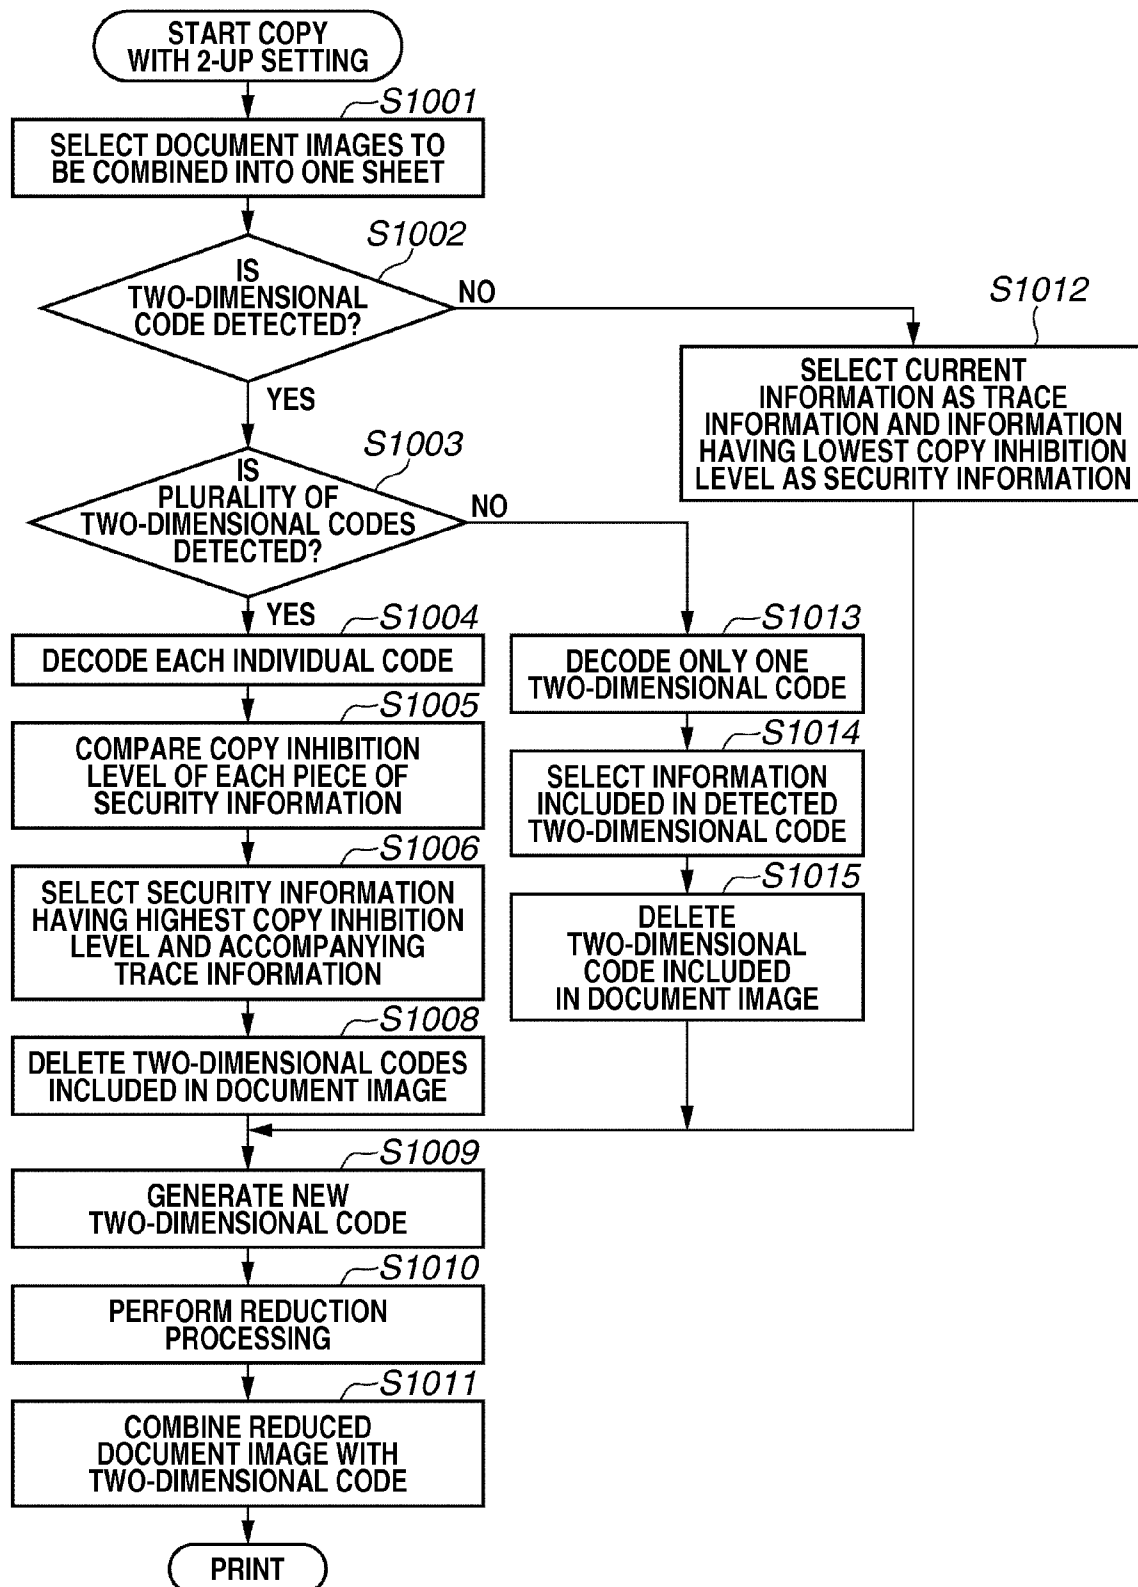 START COPY
WITH 2-UP SETTING
S1001
SELECT DOCUMENT IMAGES TO
BE COMBINED INTO ONE SHEET
S1002
IS
TWO-DIMENSIONAL
CODE DETECTED?
NO
YES
S1012
SELECT CURRENT
INFORMATION AS TRACE
INFORMATION AND INFORMATION
HAVING LOWEST COPY INHIBITION
LEVEL AS SECURITY INFORMATION
S1003
IS
PLURALITY OF
TWO-DIMENSIONAL CODES
DETECTED?
NO
YES
S1004
DECODE EACH INDIVIDUAL CODE
S1005
COMPARE COPY INHIBITION
LEVEL OF EACH PIECE OF
SECURITY INFORMATION
S1006
SELECT SECURITY INFORMATION
HAVING HIGHEST COPY INHIBITION
LEVEL AND ACCOMPANYING
TRACE INFORMATION
S1008
DELETE TWO-DIMENSIONAL CODES
INCLUDED IN DOCUMENT IMAGE
S1013
DECODE ONLY ONE
TWO-DIMENSIONAL CODE
S1014
SELECT INFORMATION
INCLUDED IN DETECTED
TWO-DIMENSIONAL CODE
S1015
DELETE
TWO-DIMENSIONAL
CODE INCLUDED
IN DOCUMENT IMAGE
S1009
GENERATE NEW
TWO-DIMENSIONAL CODE
S1010
PERFORM REDUCTION
PROCESSING
S1011
COMBINE REDUCED
DOCUMENT IMAGE WITH
TWO-DIMENSIONAL CODE
PRINT